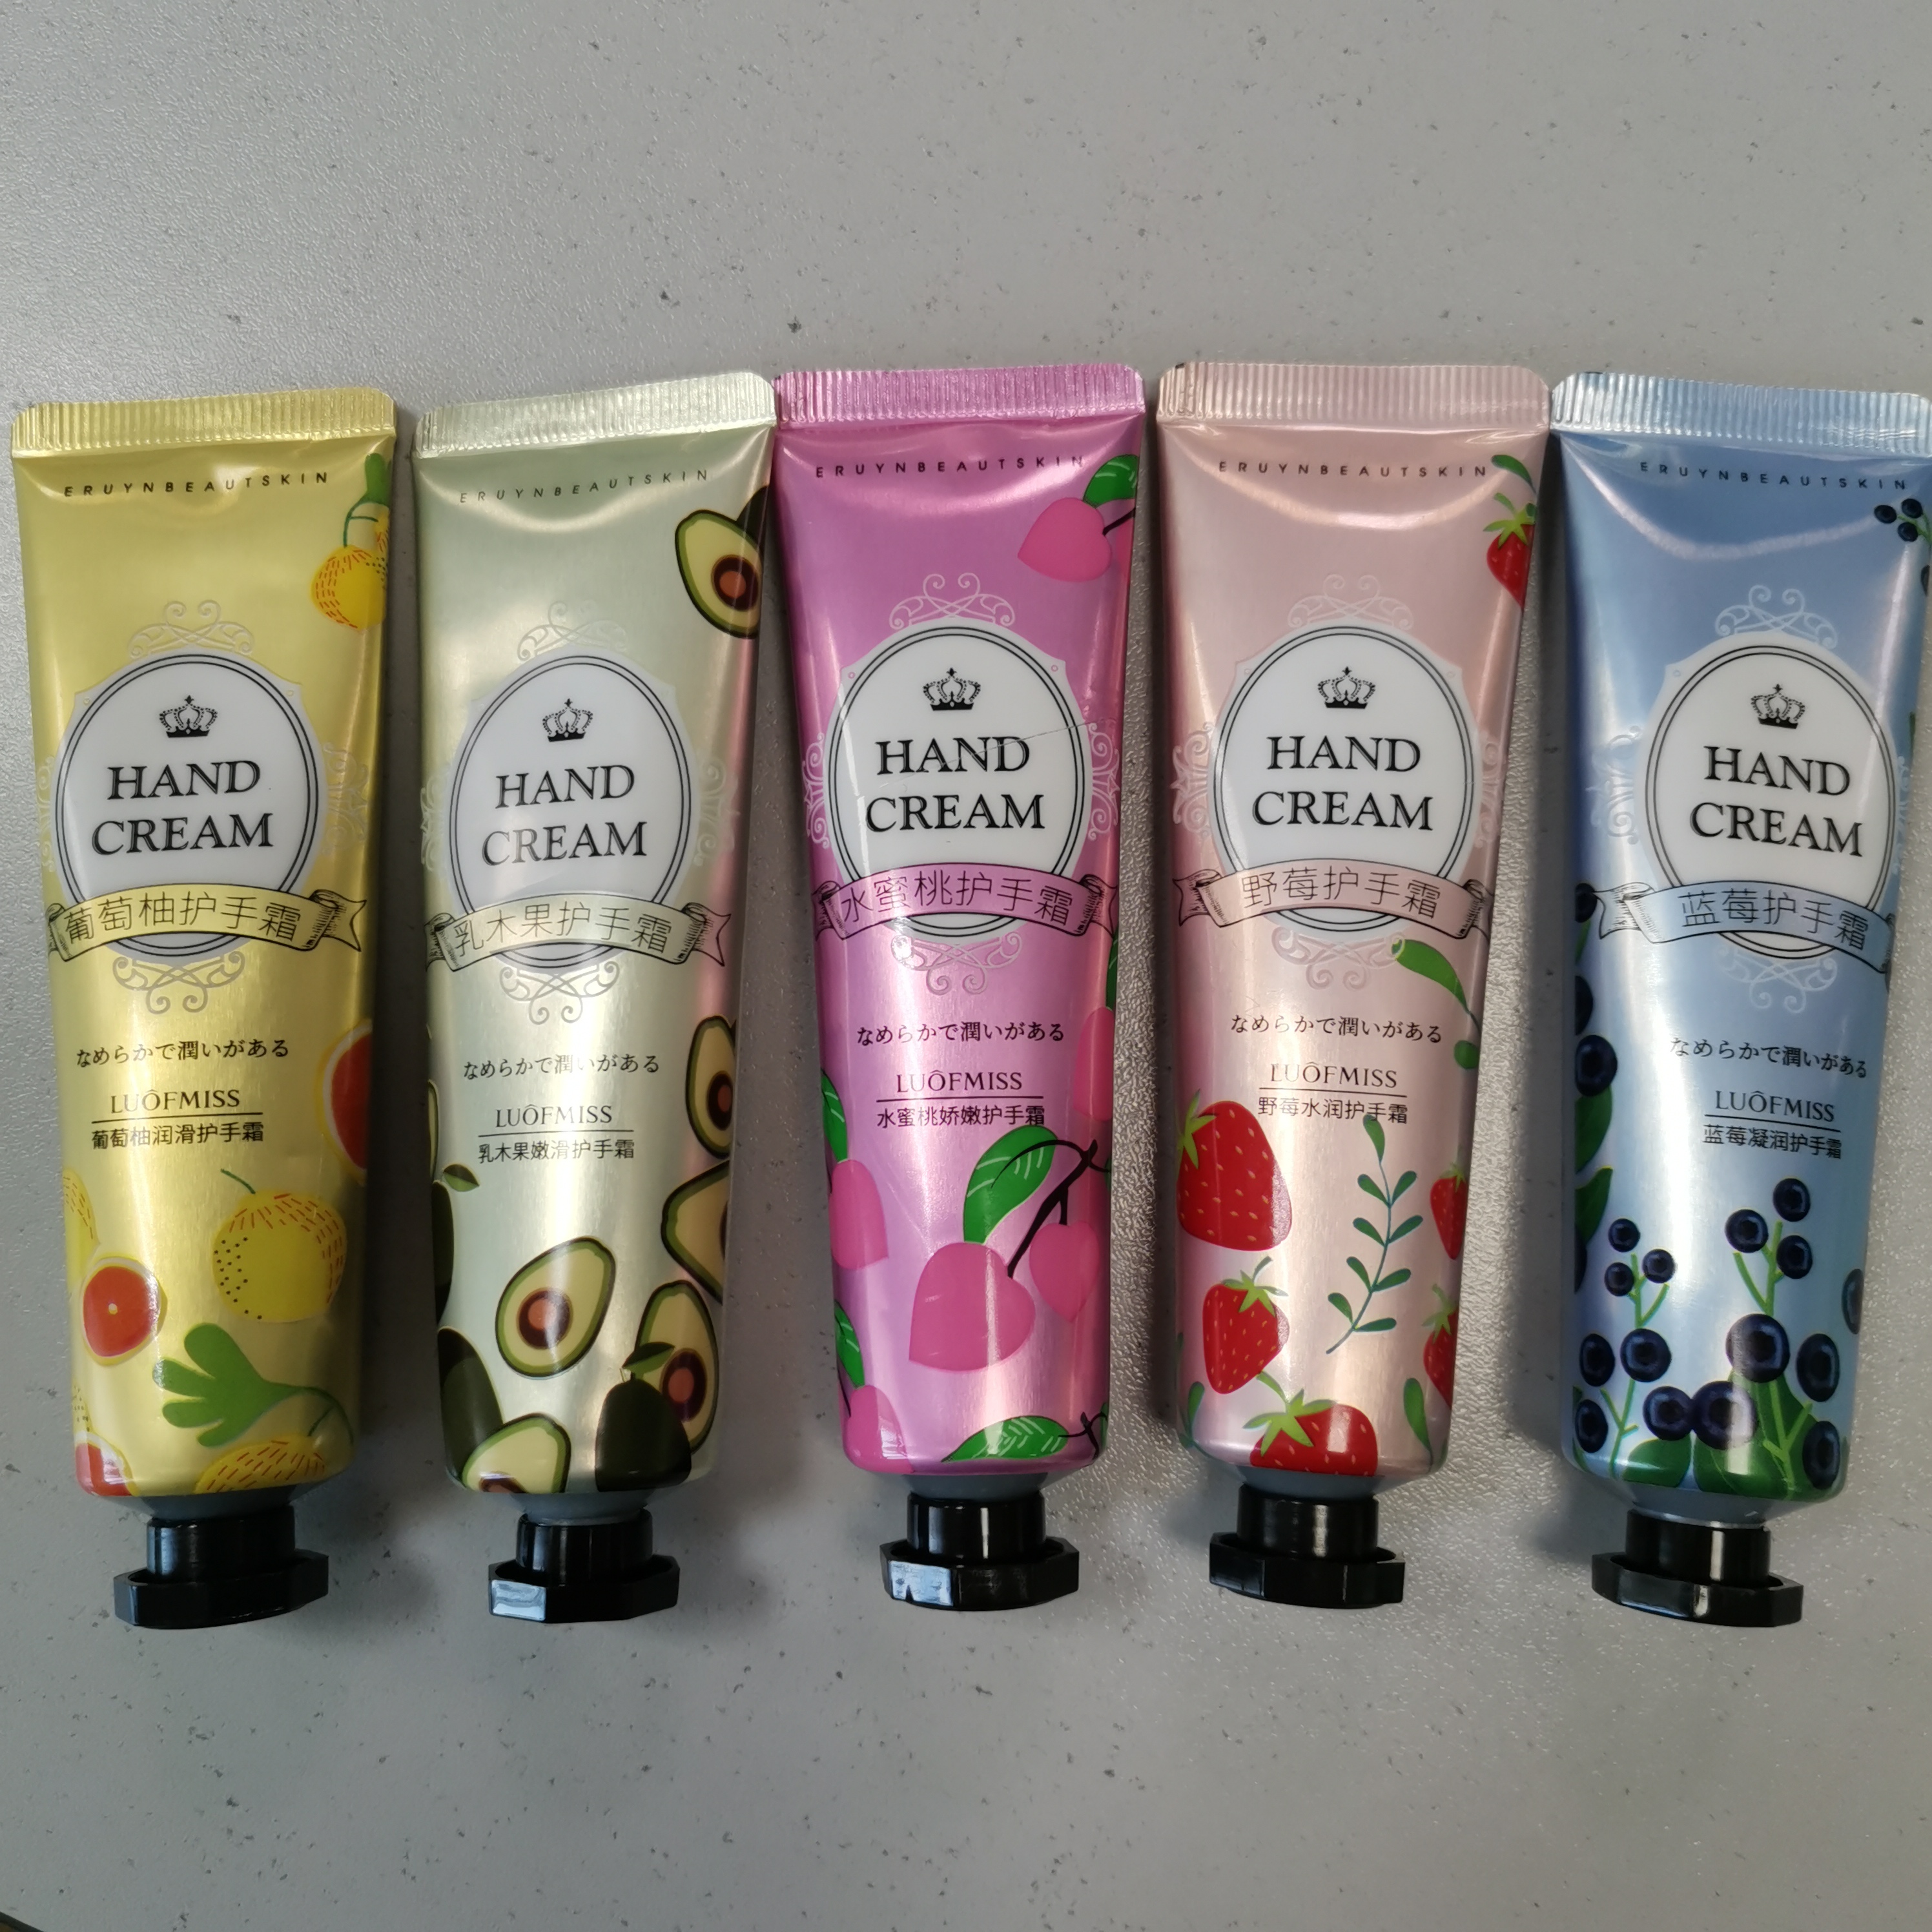 ERUYNBEAUTSKIN
HAND
CREAM
葡萄柚护手霜
なめらかで潤いがある
LUÔFMISS
葡萄柚润滑护手霜
ERUYNBEAUTSKIN
HAND
CREAM
乳木果护手霜
なめらかで潤いがある
LUÔFMISS
乳木果嫩滑护手霜
ERUYNBEAUTSKIN
HAND
CREAM
水蜜桃护手霜
なめらかで潤いがある
LUÔFMISS
水蜜桃娇嫩护手霜
ERUYNBEAUTSKIN
HAND
CREAM
野莓护手霜
なめらかで潤いがある
LUÔFMISS
野莓水润护手霜
ERUYNBEAUTSKIN
HAND
CREAM
蓝莓护手霜
なめらかで潤いがある
LUÔFMISS
蓝莓凝润护手霜